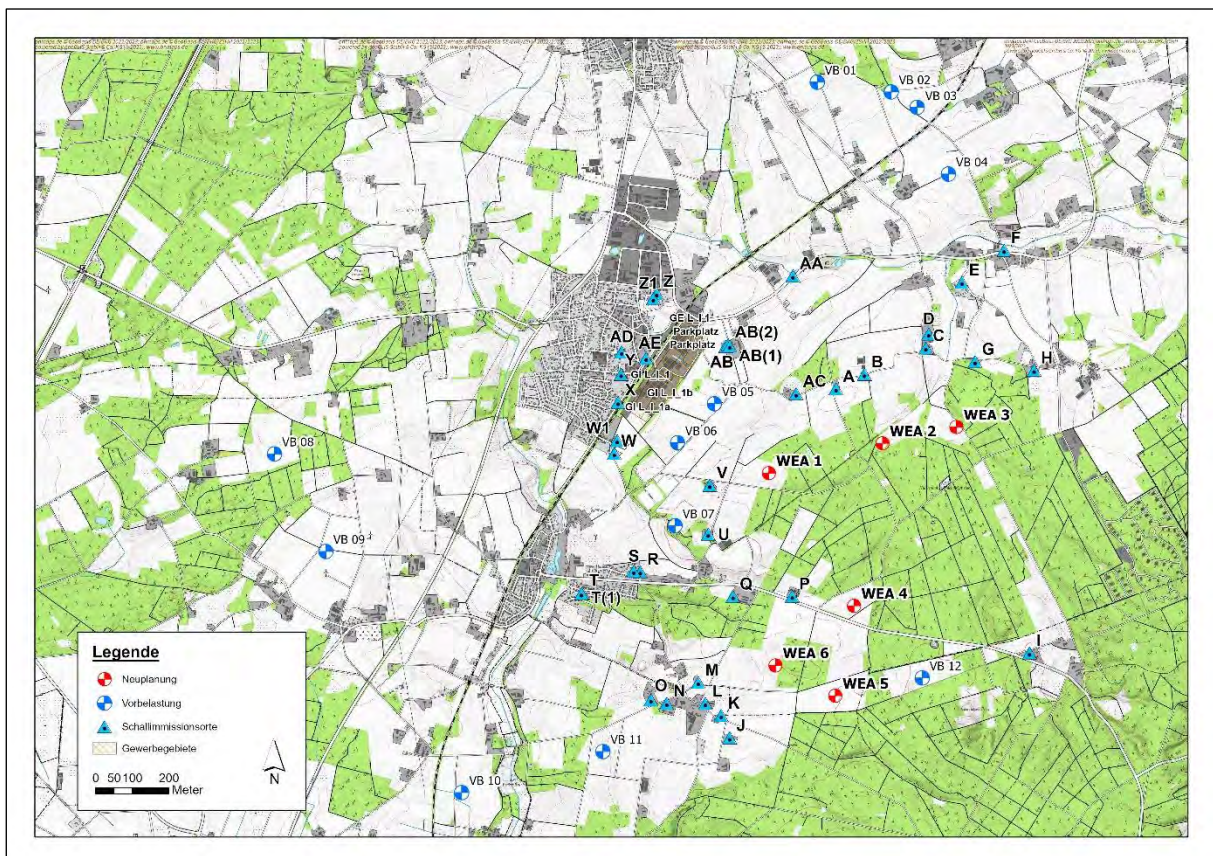 VB 01
VB 02
VB 03
VB 04
F
AA
E
Z1 Z
GE L_I.1
D
Parkplatz
AB(2)
C
AD
AE
Parkplatz
AB
AB(1)
G
H
Y
GI L_I_1
B
AC
A
X
GI L_I_1b
VB 05
GI L_I_1a
WEA 3
W1
W
VB 06
WEA 2
VB 08
WEA 1
V
VB 07
U
VB 09
S
R
T
T(1)
Q
P
WEA 4
I
WEA 6
M
VB 12
WEA 5
O
N
L
K
J
VB 11
VB 10
Legende
Neuplanung
Vorbelastung
Schallimmissionsorte
Gewerbegebiete
0 50 100 200
Meter
N